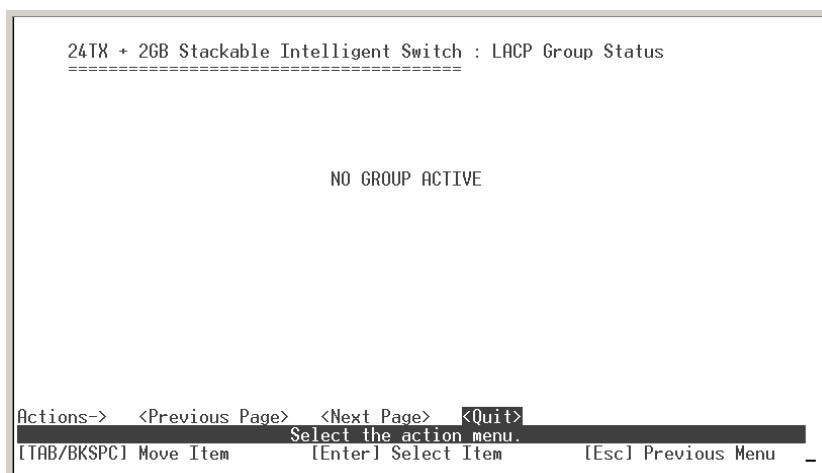 24TX + 2GB Stackable Intelligent Switch : LACP Group Status
=======================================
NO GROUP ACTIVE
Actions-> <Previous Page> <Next Page> <Quit>
Select the action menu.
[TAB/BKSPC] Move Item [Enter] Select Item [Esc] Previous Menu _